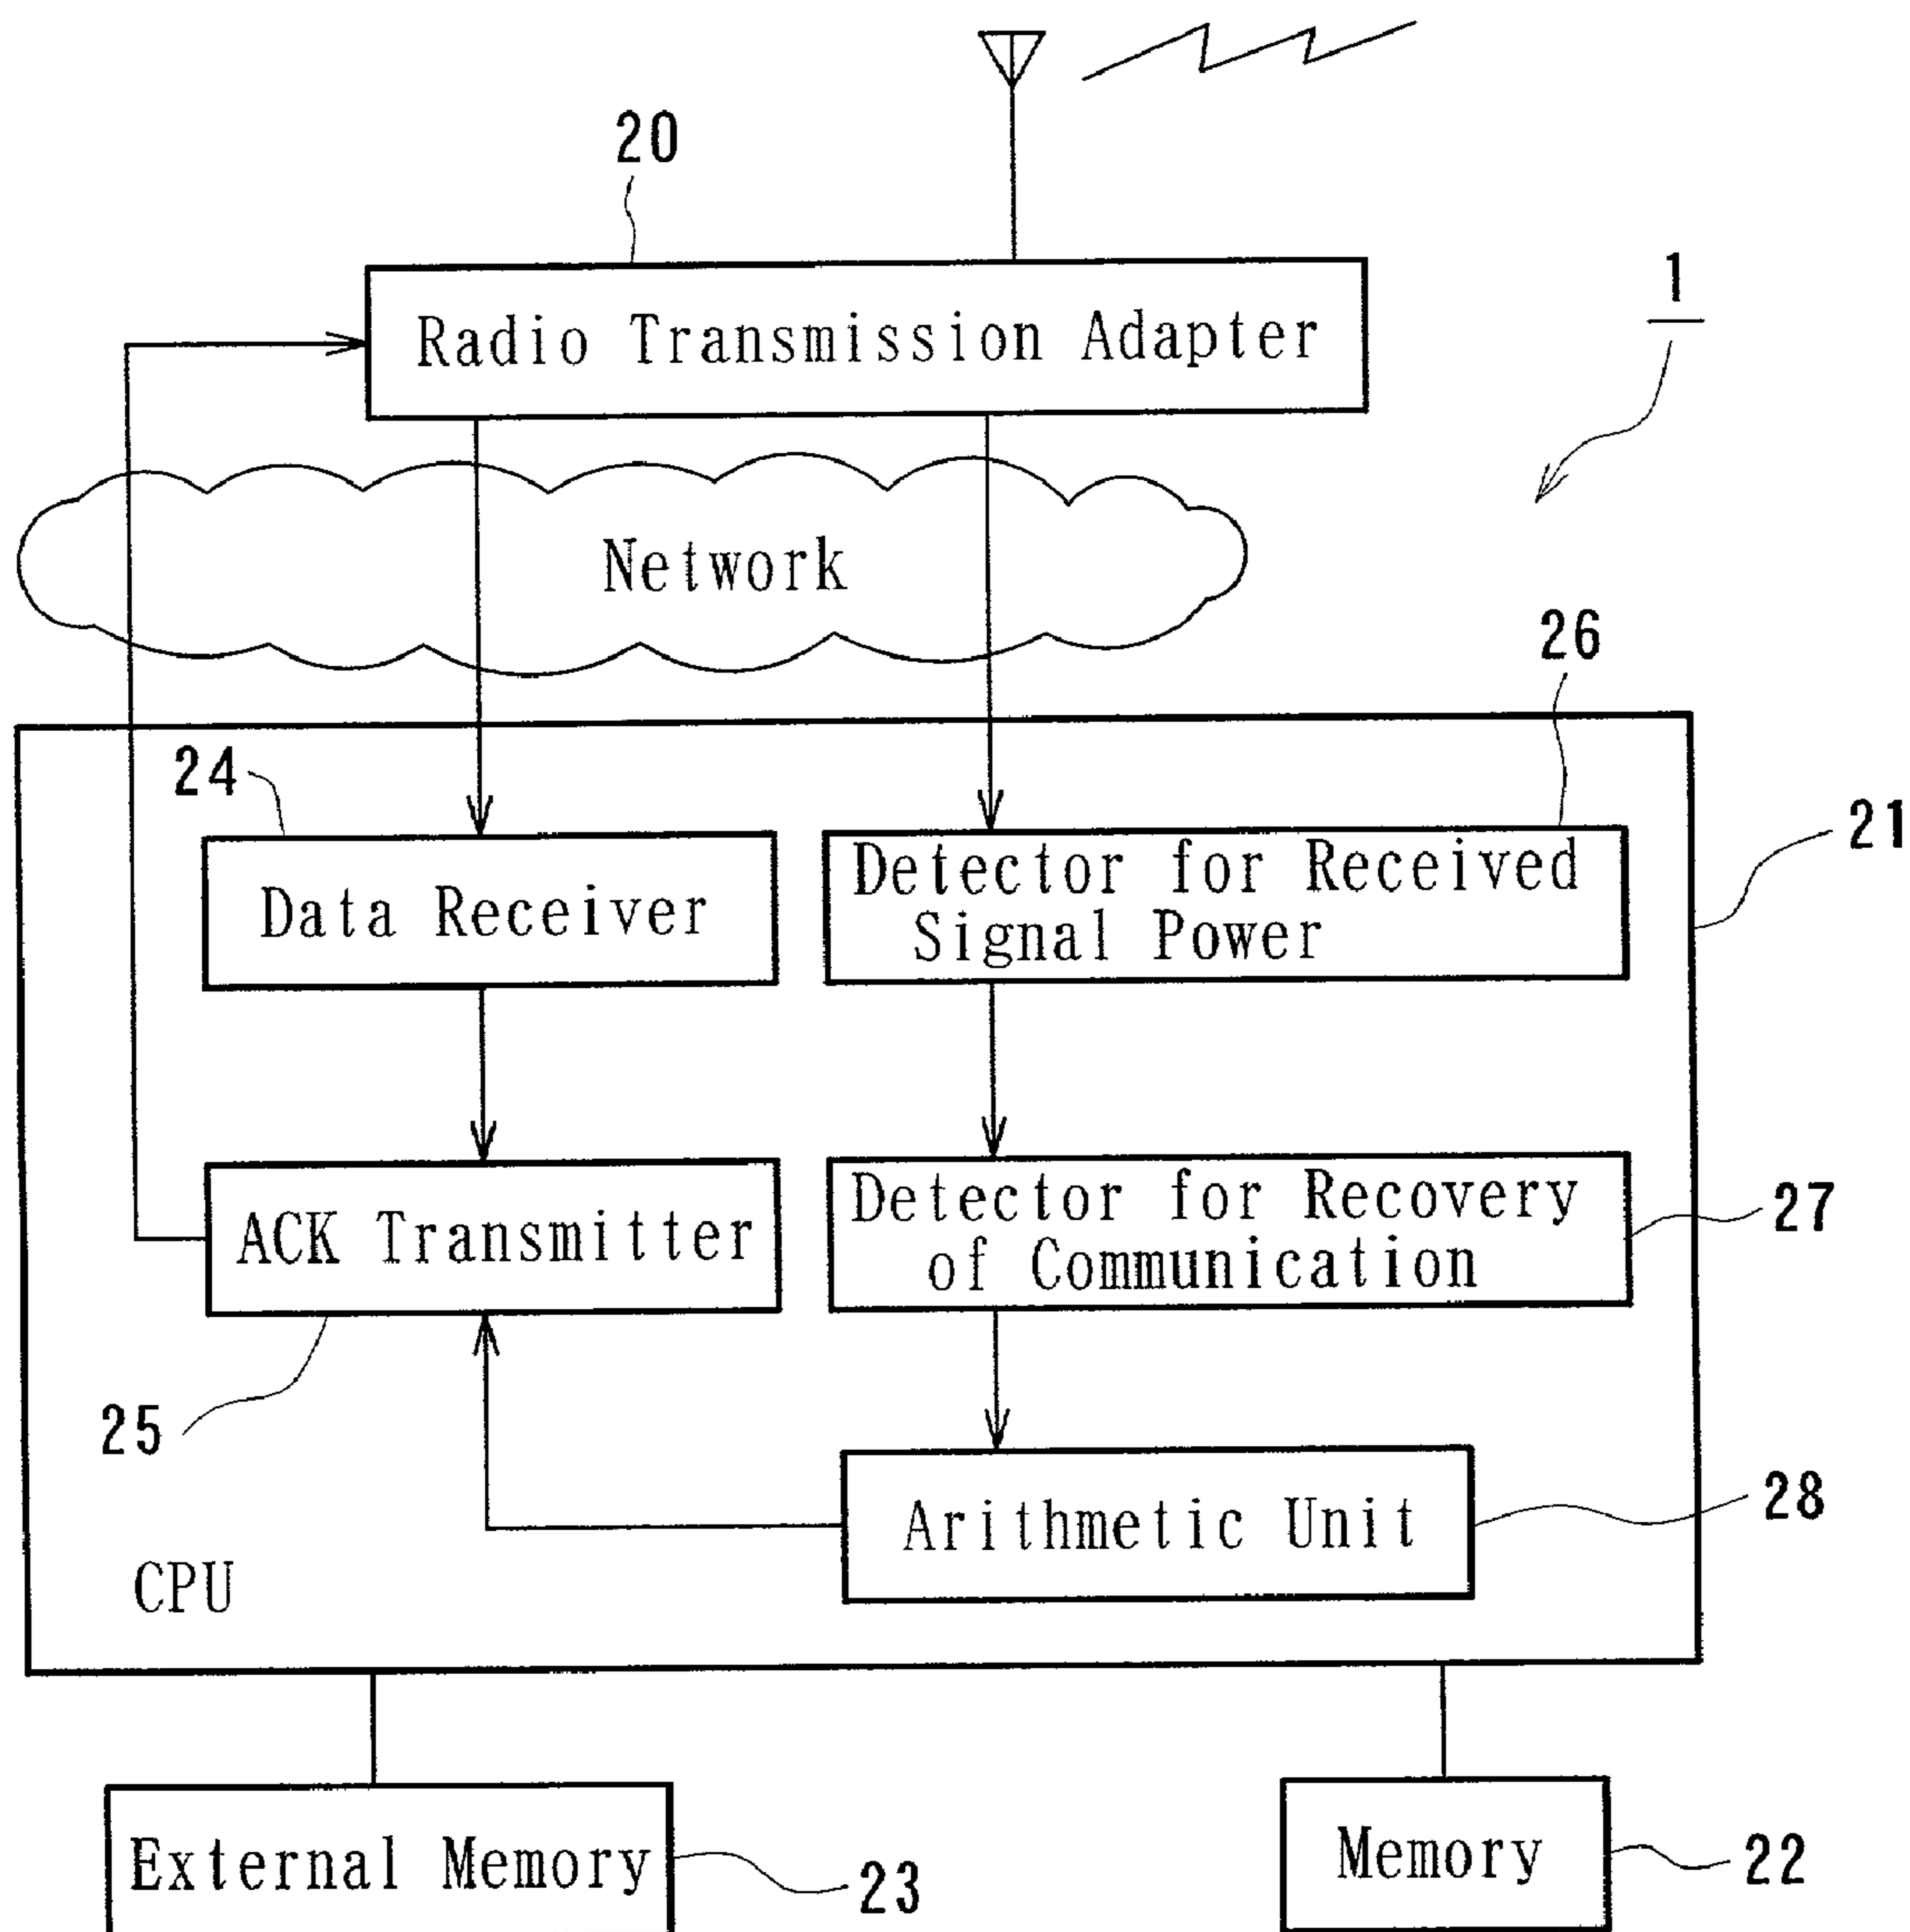 20
1
Radio Transmission Adapter
Network
26
24
21
Data Receiver
Detector for Received
Signal Power
ACK Transmitter
Detector for Recovery
of Communication
27
25
Arithmetic Unit
28
CPU
External Memory
23
Memory
22